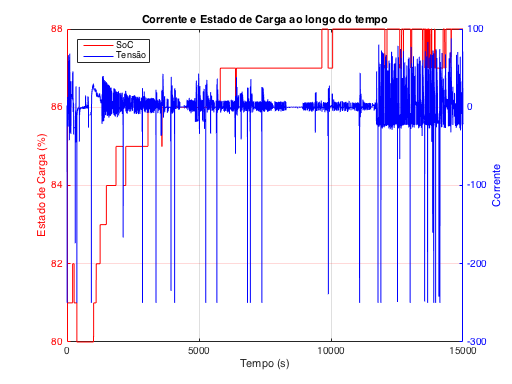 Corrente e Estado de Carga ao longo do tempo
SoC
Tensão
Estado de Carga (%)
88
86
84
82
80
100
0
-100
-200
-300
Corrente
0
5000
10000
15000
Tempo (s)